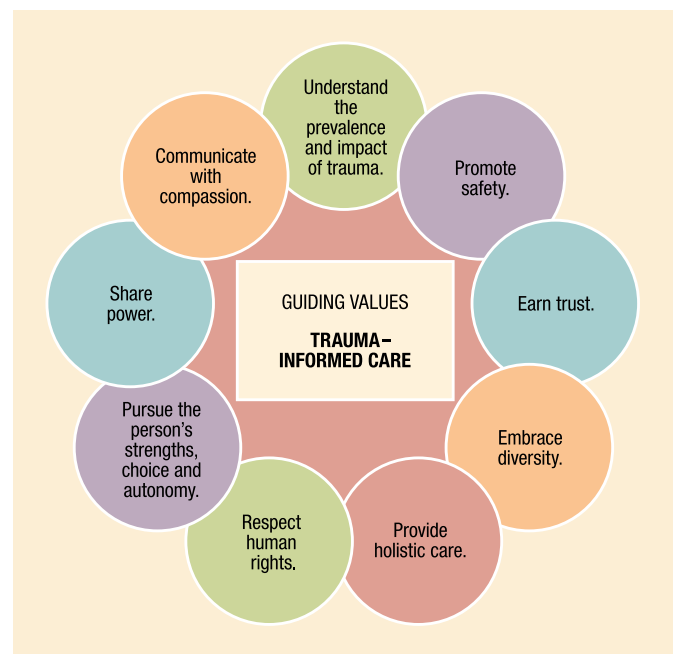 Understand
the
prevalence
and impact
of trauma.
Promote
safety.
Earn trust.
Embrace
diversity.
Provide
holistic care.
Respect
human
rights.
Pursue the
person’s
strengths,
choice and
autonomy.
Share
power.
Communicate
with
compassion.
GUIDING VALUES
TRAUMA–
INFORMED CARE